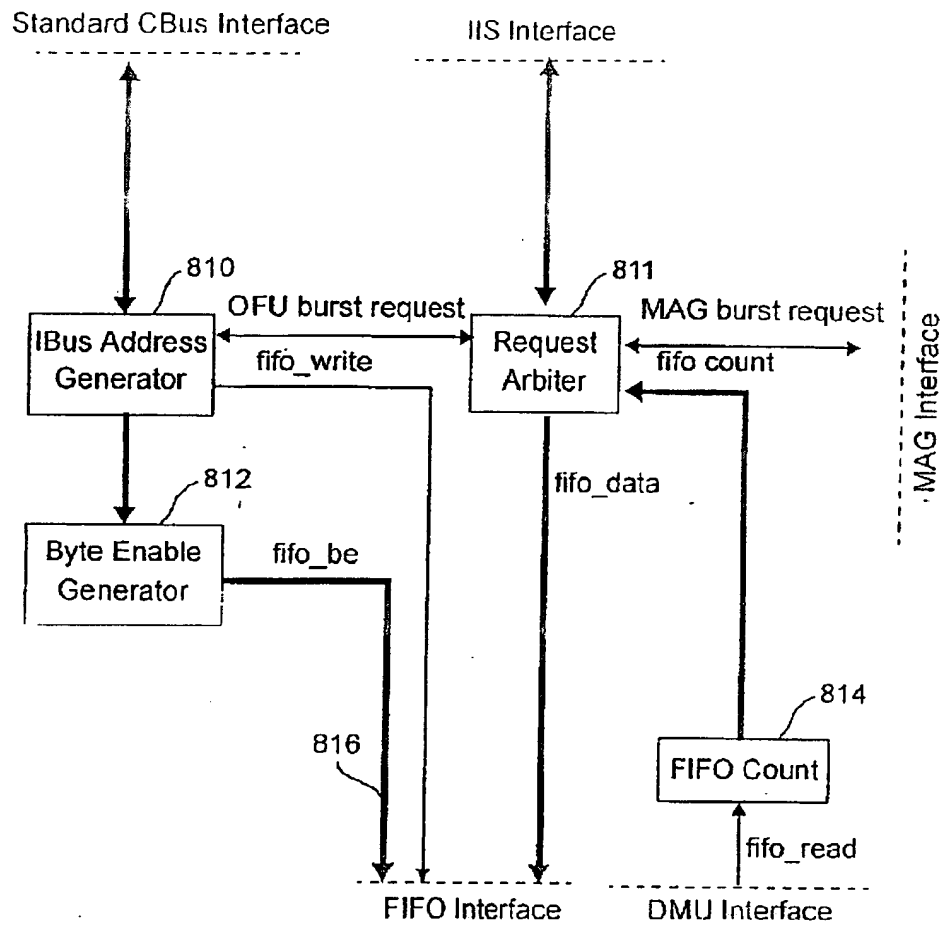 Standard CBus Interface
IIS Interface
810
811
OFU burst request
MAG burst request
IBus Address
Generator
Request
Arbiter
fifo_write
fifo count
MAG Interface
812
fifo_data
Byte Enable
Generator
fifo_be
814
816
FIFO Count
fifo_read
FIFO Interface
DMU Interface